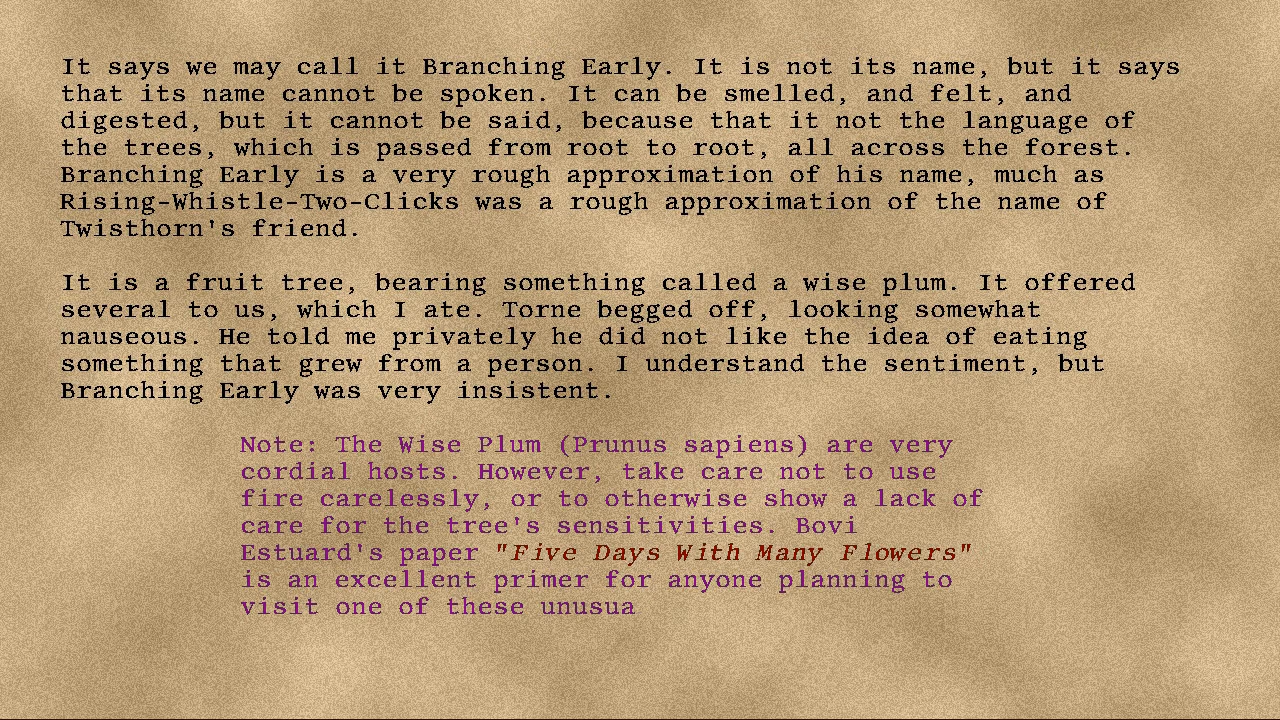 It says we may call it Branching Early. It is not its name, but it says
that its name cannot be spoken. It can be smelled, and felt, and
digested, but it cannot be said, because that it not the language of
the trees, which is passed from root to root, all across the forest.
Branching Early is a very rough approximation of his name, much as
Rising-Whistle-Two-Clicks was a rough approximation of the name of
Twisthorn's friend.
It is a fruit tree, bearing something called a wise plum. It offered
several to us, which I ate. Torne begged off, looking somewhat
nauseous. He told me privately he did not like the idea of eating
something that grew from a person. I understand the sentiment, but
Branching Early was very insistent.
Note: The Wise Plum (Prunus sapiens) are very
cordial hosts. However, take care not to use
fire carelessly, or to otherwise show a lack of
care for the tree's sensitivities. Bovi
Estuard's paper "Five Days With Many Flowers"
is an excellent primer for anyone planning to
visit one of these unusua